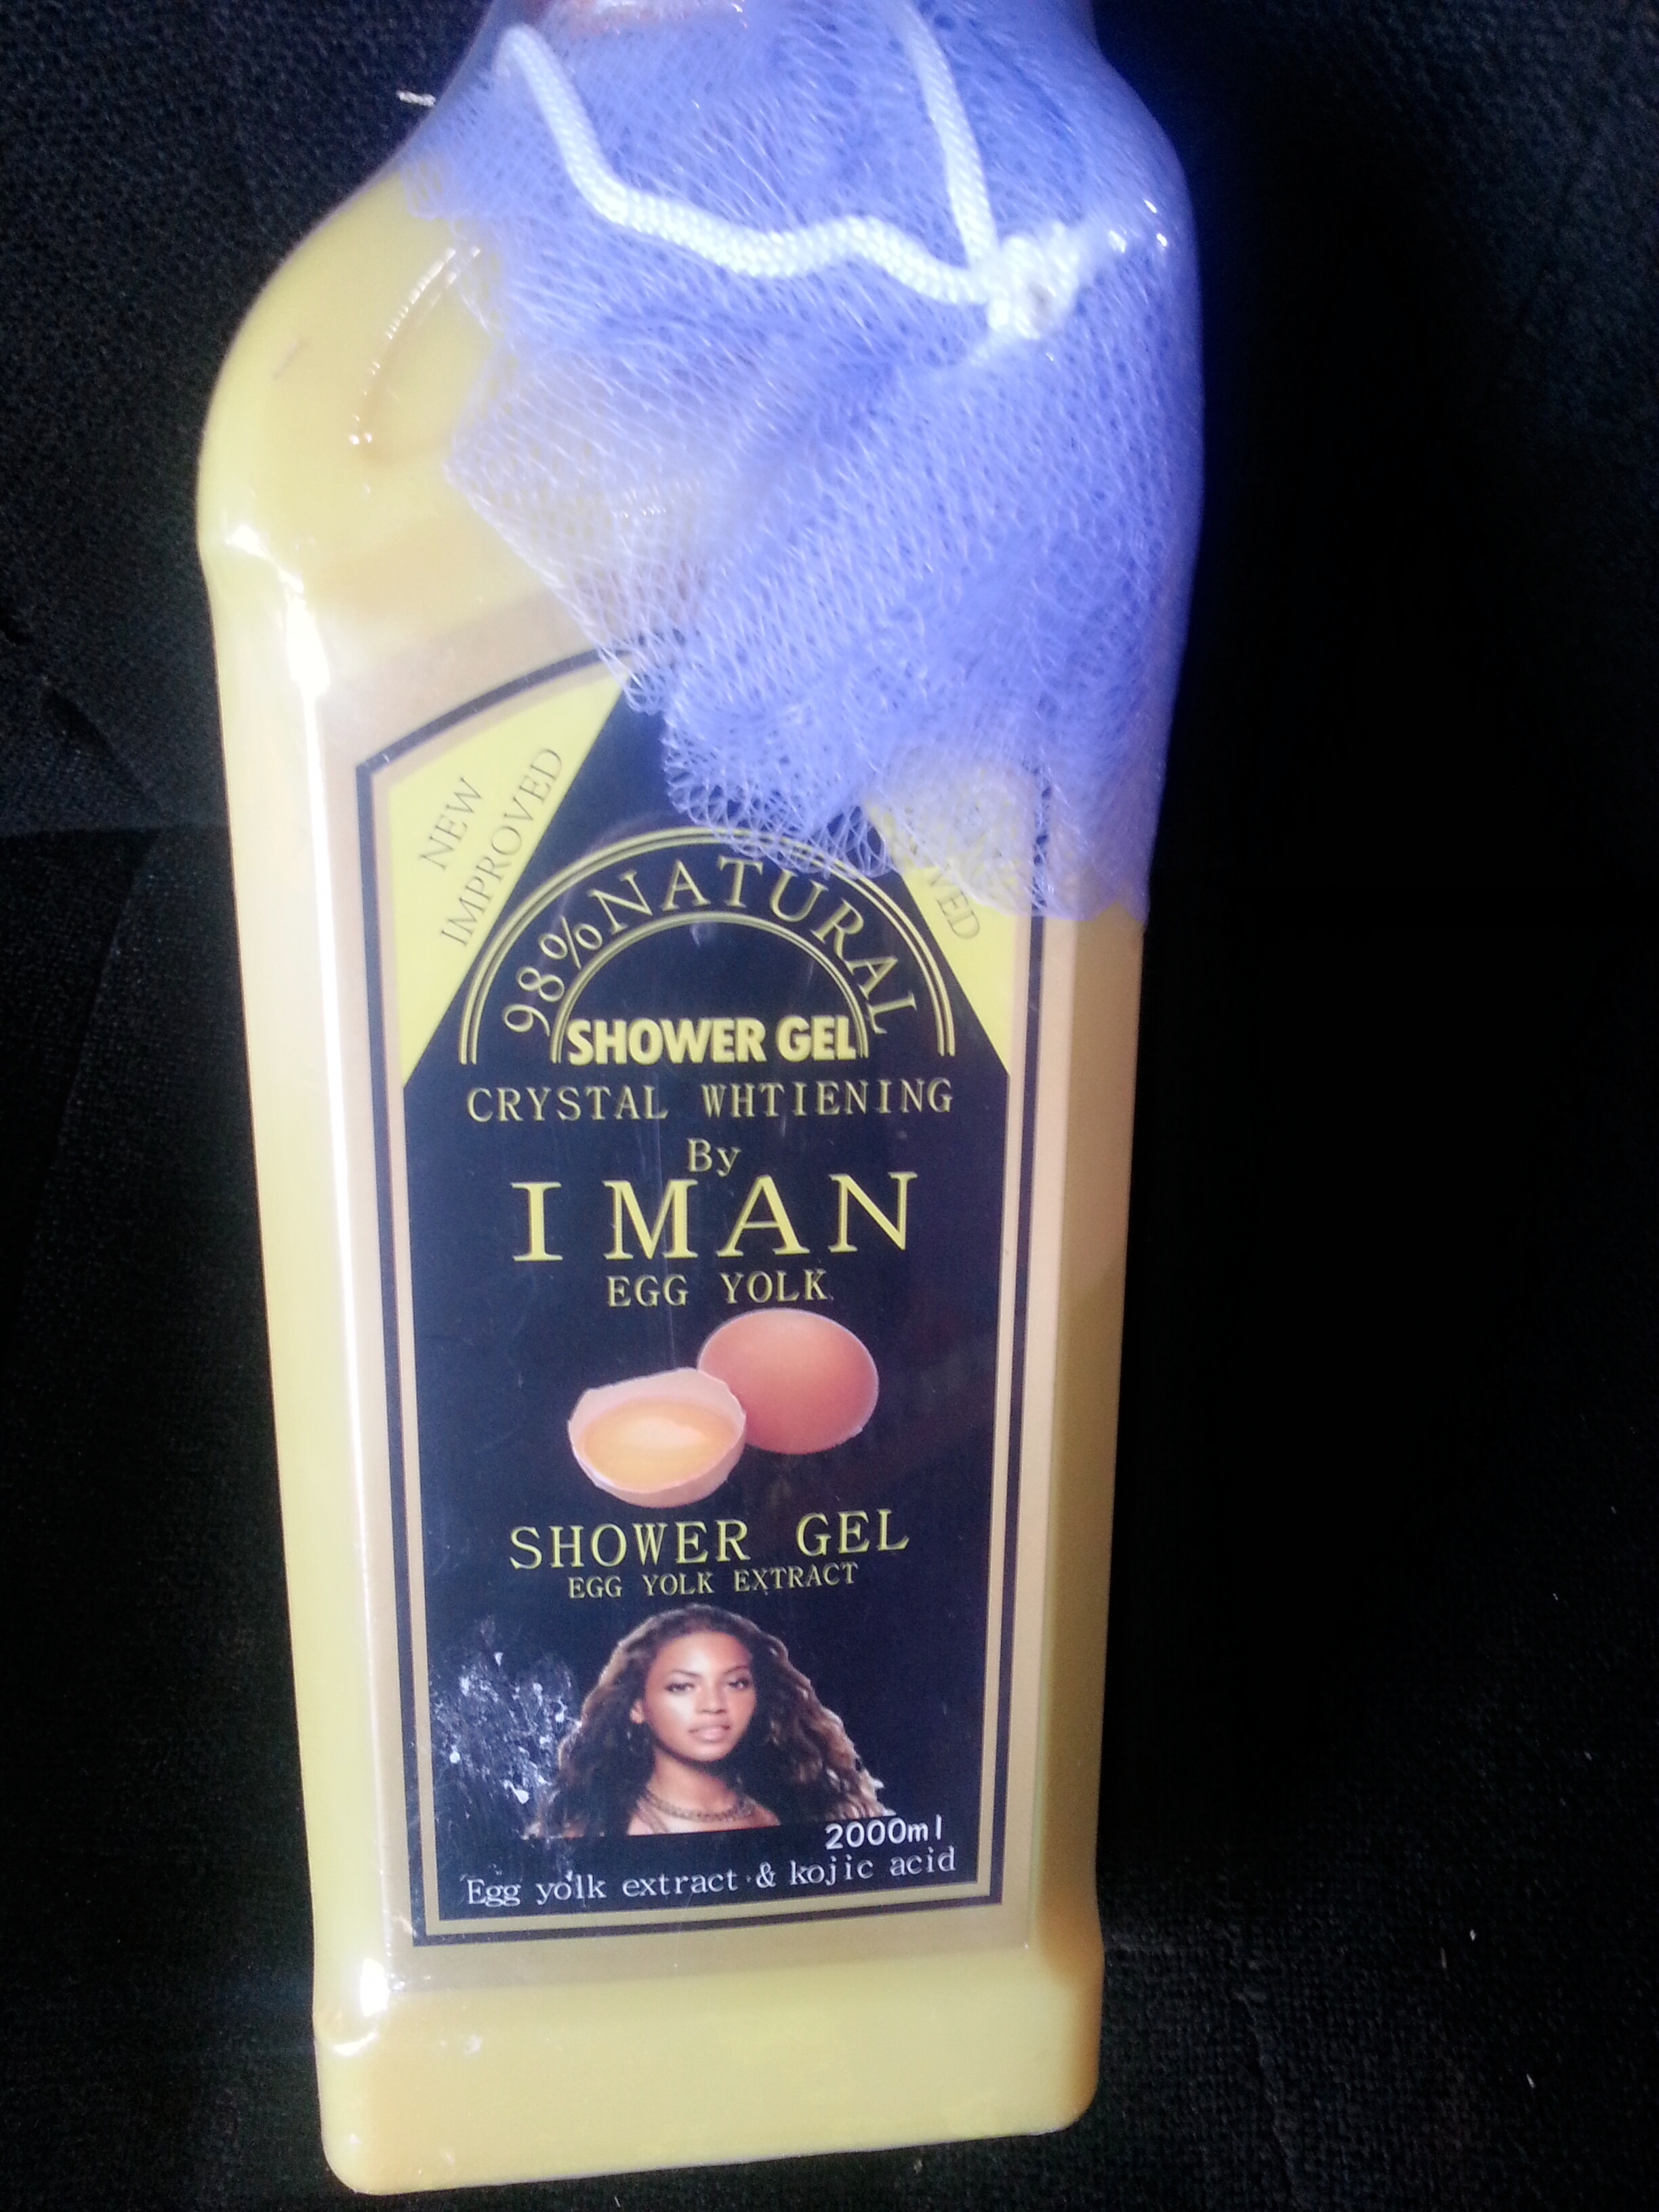 NEW
IMPROVED
98% NATURAL
SHOWER GEL
CRYSTAL WHTIENING
By
IMAN
EGG YOLK
SHOWER GEL
EGG YOLK EXTRACT
2000ml
Egg yolk extract & kojic acid